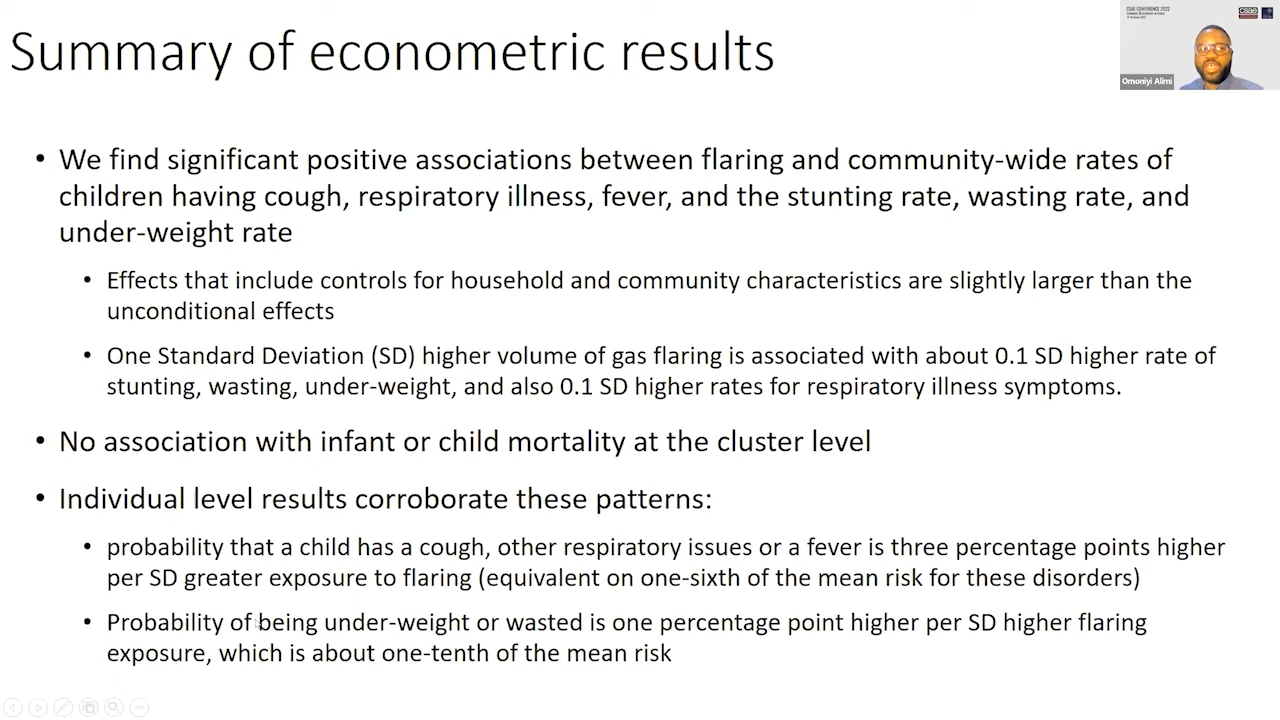 Summary of econometric results
CSAE CONFERENCE 2022
Omoniyi Alimi
• We find significant positive associations between flaring and community-wide rates of
children having cough, respiratory illness, fever, and the stunting rate, wasting rate, and
under-weight rate
• Effects that include controls for household and community characteristics are slightly larger than the
unconditional effects
• One Standard Deviation (SD) higher volume of gas flaring is associated with about 0.1 SD higher rate of
stunting, wasting, under-weight, and also 0.1 SD higher rates for respiratory illness symptoms.
• No association with infant or child mortality at the cluster level
• Individual level results corroborate these patterns:
• probability that a child has a cough, other respiratory issues or a fever is three percentage points higher
per SD greater exposure to flaring (equivalent on one-sixth of the mean risk for these disorders)
• Probability of being under-weight or wasted is one percentage point higher per SD higher flaring
exposure, which is about one-tenth of the mean risk